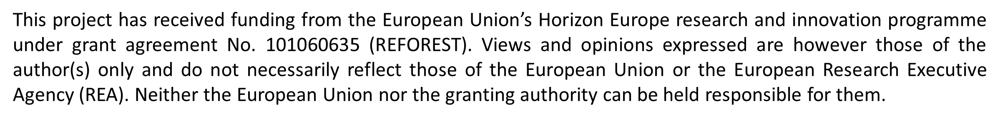 This project has received funding from the European Union’s Horizon Europe research and innovation programme
under grant agreement No. 101060635 (REFOREST). Views and opinions expressed are however those of the
author(s) only and do not necessarily reflect those of the European Union or the European Research Executive
Agency (REA). Neither the European Union nor the granting authority can be held responsible for them.